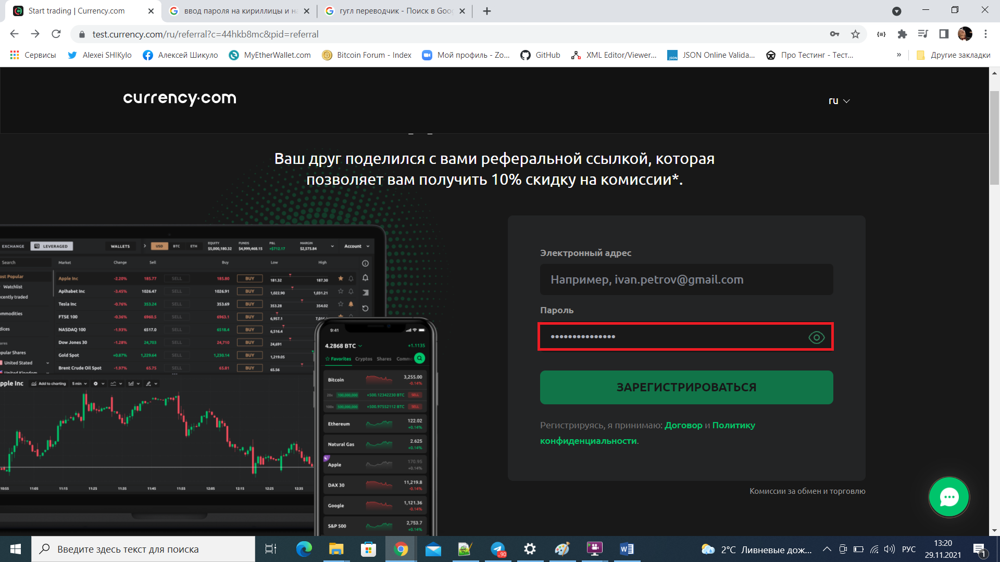 Start trading | Currency.com
ввод пароля на кириллицы и на
гугл переводчик - Поиск в Goog
test.currency.com/ru/referral?c=44hkb8mc&pid=referral
Сервисы
Alexei SHIKylo
Алексей Шикуло
MyEtherWallet.com
Bitcoin Forum - Index
Мой профиль - Zo...
GitHub
XML Editor/Viewer...
JSON Online Valida...
Про Тестинг - Тест...
»
Другие закладки
currency.com
ru
Ваш друг поделился с вами реферальной ссылкой, которая
позволяет вам получить 10% скидку на комиссии*.
EXCHANGE LEVERAGED WALLETS USD BTC ETH
EQUITY FUNDS P&L MARGIN
$5,000,180.32 $4,999,468.15 +$712.17 $2,575.84
Account
Search Market Change Sell Buy Low High
ost Popular
Watchlist
ecently traded
ommodities
dices
ares
opular Shares
United Stated
United Kingdom
Apple Inc -2.20% 185.77 SELL 185.80 BUY 181.32 187.30
Aplhabet Inc -3.45% 1026.47 SELL 1026.91 BUY 1,022.90 1,031.21
Tesla Inc -0.76% 353.24 SELL 353.69 BUY 353.28 354.02
FTSE 100 -0.36% 6960.5 SELL 6963.1 BUY 6,957.1
NASDAQ 100 -1.93% 6517.0 SELL 6518.4 BUY 6,516.4
Dow Jones 30 -1.28% 24,703 SELL 24,710 BUY 24,691
Gold Spot +0.87% 1,229.64 SELL 1,230.14 BUY 1,219.05
Brent Crude Oil Spot -1.97% 65.75 SELL 65.81 BUY 65.56
pple Inc Add to charting 5 min
10:55 11:05 11:15 11:25 11:35 11:45 11:55 12:05 12:15 12:25 12:35
9:41
4.2868 BTC +1.1135
Favorites Cryptos Shares Comm
Bitcoin 3,255.00
-0.14%
20x 100,000,000 +500.12342230 BTC SELL
100x 500,000,000 +500.97552112 BTC SELL
Ethereum 122.02
+0.14%
Natural Gas 2.625
+0.14%
Apple 170.95
+0.14%
DAX 30 11,219.8
-0.14%
Google 1,121.36
-0.14%
S&P 500 2,753.7
+0.14%
Электронный адрес
Например, ivan.petrov@gmail.com
Пароль
•••••••••••••••
ЗАРЕГИСТРИРОВАТЬСЯ
Регистрируясь, я принимаю: Договор и Политику
конфиденциальности.
Комиссии за обмен и торговлю
Введите здесь текст для поиска
..90
2°C Ливневые дож...
РУС
13:20
29.11.2021
1